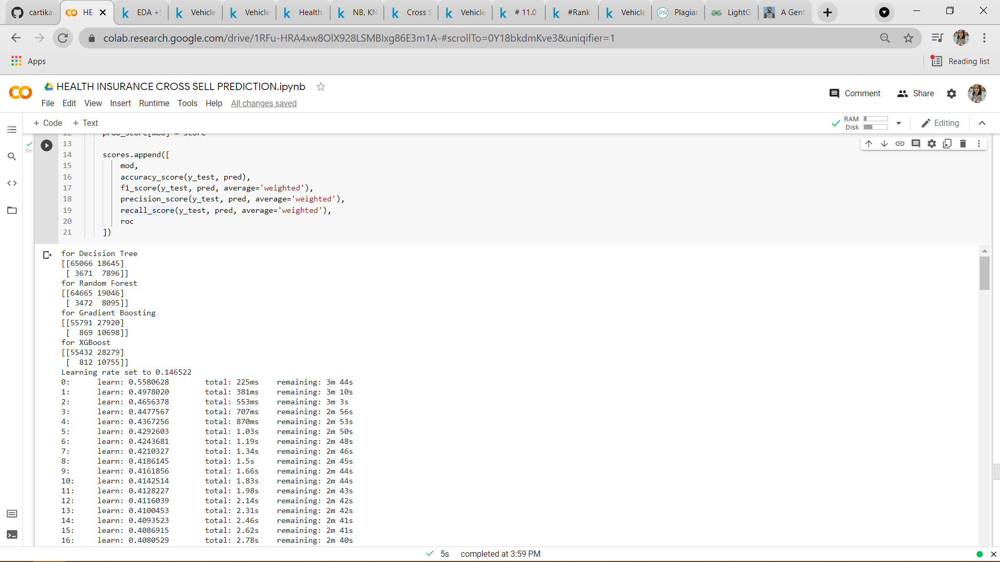 cartika
HE
EDA +S
Vehicle
Vehicle
Health
NB, KN
Cross S
Vehicle
# 11.0
#Rank
Vehicle
Plagiar
LightG
A Gent
colab.research.google.com/drive/1RFu-HRA4xw8OlX928LSMBIxg86E3m1A-#scrollTo=0Y18bkdmKve3&uniqifier=1
Apps
Reading list
HEALTH INSURANCE CROSS SELL PREDICTION.ipynb
Comment
Share
File Edit View Insert Runtime Tools Help All changes saved
+ Code + Text
RAM
Disk
Editing
5m
12 prob_score[mod] = score
13
14 scores.append([
15 mod,
16 accuracy_score(y_test, pred),
17 f1_score(y_test, pred, average='weighted'),
18 precision_score(y_test, pred, average='weighted'),
19 recall_score(y_test, pred, average='weighted'),
20 roc
21 ])
for Decision Tree
[[65066 18645]
[ 3671 7896]]
for Random Forest
[[64665 19046]
[ 3472 8095]]
for Gradient Boosting
[[55791 27920]
[ 869 10698]]
for XGBoost
[[55432 28279]
[ 812 10755]]
Learning rate set to 0.146522
0: learn: 0.5580628 total: 225ms remaining: 3m 44s
1: learn: 0.4978020 total: 381ms remaining: 3m 10s
2: learn: 0.4656378 total: 553ms remaining: 3m 3s
3: learn: 0.4477567 total: 707ms remaining: 2m 56s
4: learn: 0.4367256 total: 870ms remaining: 2m 53s
5: learn: 0.4292603 total: 1.03s remaining: 2m 50s
6: learn: 0.4243681 total: 1.19s remaining: 2m 48s
7: learn: 0.4210327 total: 1.34s remaining: 2m 46s
8: learn: 0.4186145 total: 1.5s remaining: 2m 45s
9: learn: 0.4161856 total: 1.66s remaining: 2m 44s
10: learn: 0.4142514 total: 1.83s remaining: 2m 44s
11: learn: 0.4128227 total: 1.98s remaining: 2m 43s
12: learn: 0.4116039 total: 2.14s remaining: 2m 42s
13: learn: 0.4100453 total: 2.31s remaining: 2m 42s
14: learn: 0.4093523 total: 2.46s remaining: 2m 41s
15: learn: 0.4086915 total: 2.62s remaining: 2m 41s
16: learn: 0.4080529 total: 2.78s remaining: 2m 40s
5s completed at 3:59 PM